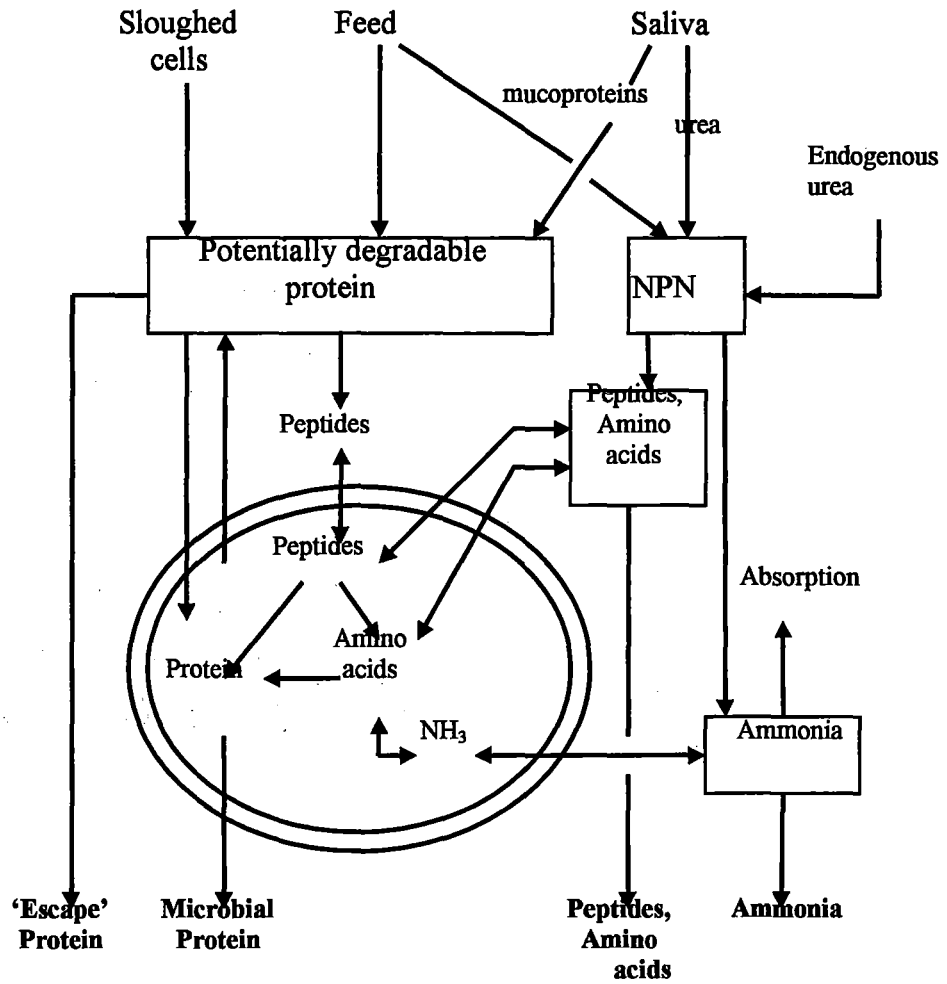 Sloughed
cells
Feed
Saliva
mucoproteins
urea
Endogenous
urea
Potentially degradable
protein
NPN
Peptides
Peptides,
Amino
acids
Peptides
Absorption
Protein
Amino
acids
NH₃
Ammonia
‘Escape’
Protein
Microbial
Protein
Peptides,
Amino
acids
Ammonia